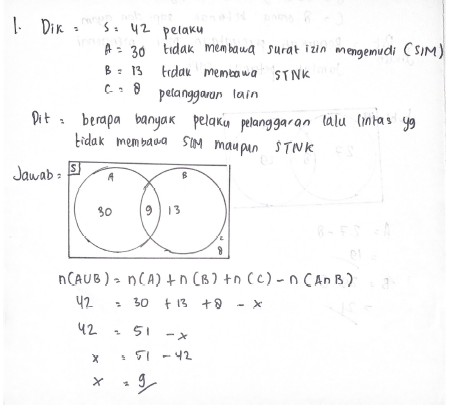 1. Dik = S = 42 pelaku
A = 30 tidak membawa surat izin mengemudi (SIM)
B = 13 tidak membawa STNK
C = 8 pelanggaran lain
Dit = berapa banyak pelaku pelanggaran lalu lintas yg
tidak membawa SIM maupun STNK
Jawab =
S
A B
30 9 13
c
8
n(AUB) = n(A) + n(B) + n(C) - n(AnB)
42 = 30 + 13 + 8 - x
42 = 51 - x
x = 51 - 42
x = 9